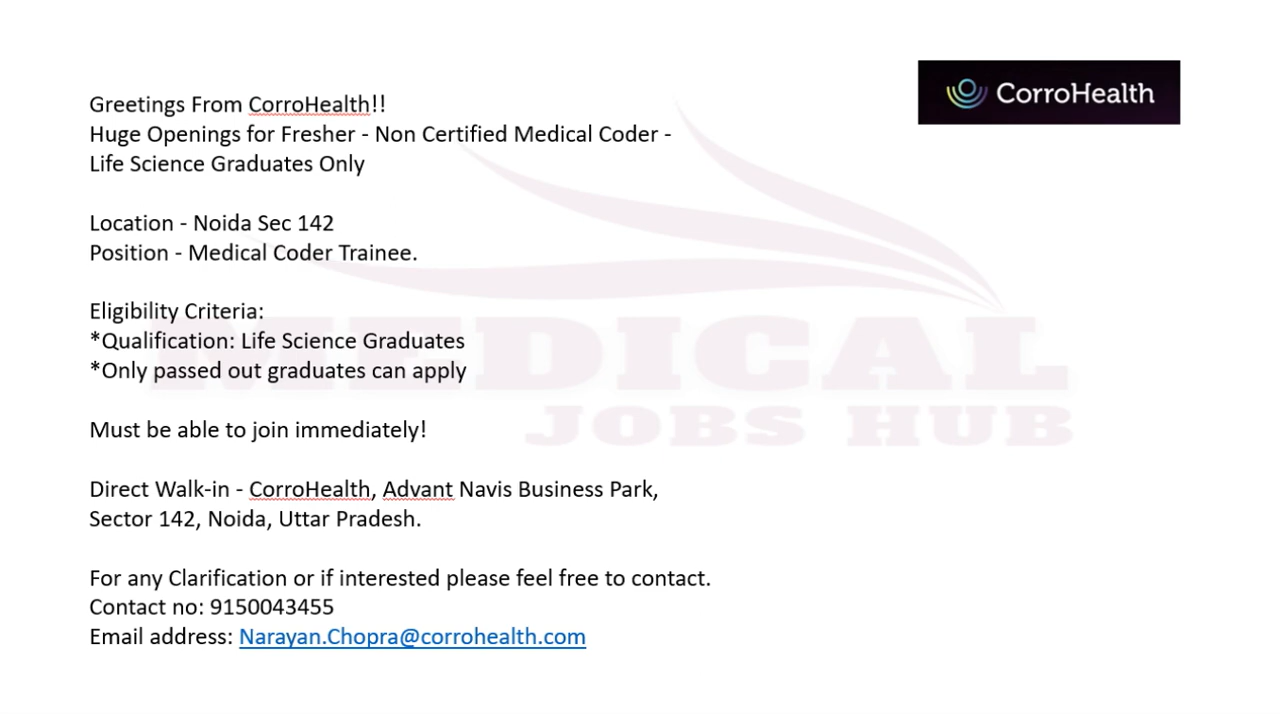 CorroHealth
Greetings From CorroHealth!!
Huge Openings for Fresher - Non Certified Medical Coder -
Life Science Graduates Only
Location - Noida Sec 142
Position - Medical Coder Trainee.
Eligibility Criteria:
*Qualification: Life Science Graduates
*Only passed out graduates can apply
Must be able to join immediately!
Direct Walk-in - CorroHealth, Advant Navis Business Park,
Sector 142, Noida, Uttar Pradesh.
For any Clarification or if interested please feel free to contact.
Contact no: 9150043455
Email address: Narayan.Chopra@corrohealth.com
MEDICAL
JOBS HUB